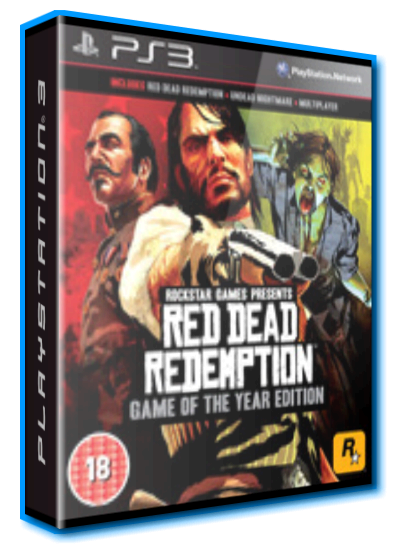 PLAYSTATION 3
PS3
PlayStation Network
INCLUDES RED DEAD REDEMPTION + UNDEAD NIGHTMARE + MULTIPLAYER
ROCKSTAR GAMES PRESENTS
RED DEAD
REDEMPTION
GAME OF THE YEAR EDITION
18
R